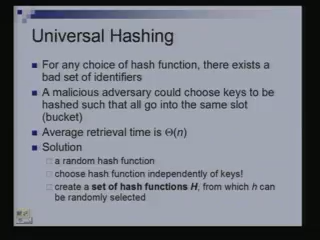 Universal Hashing
For any choice of hash function, there exists a
bad set of identifiers
A malicious adversary could choose keys to be
hashed such that all go into the same slot
(bucket)
Average retrieval time is Θ(n)
Solution
a random hash function
choose hash function independently of keys!
create a set of hash functions H, from which h can
be randomly selected